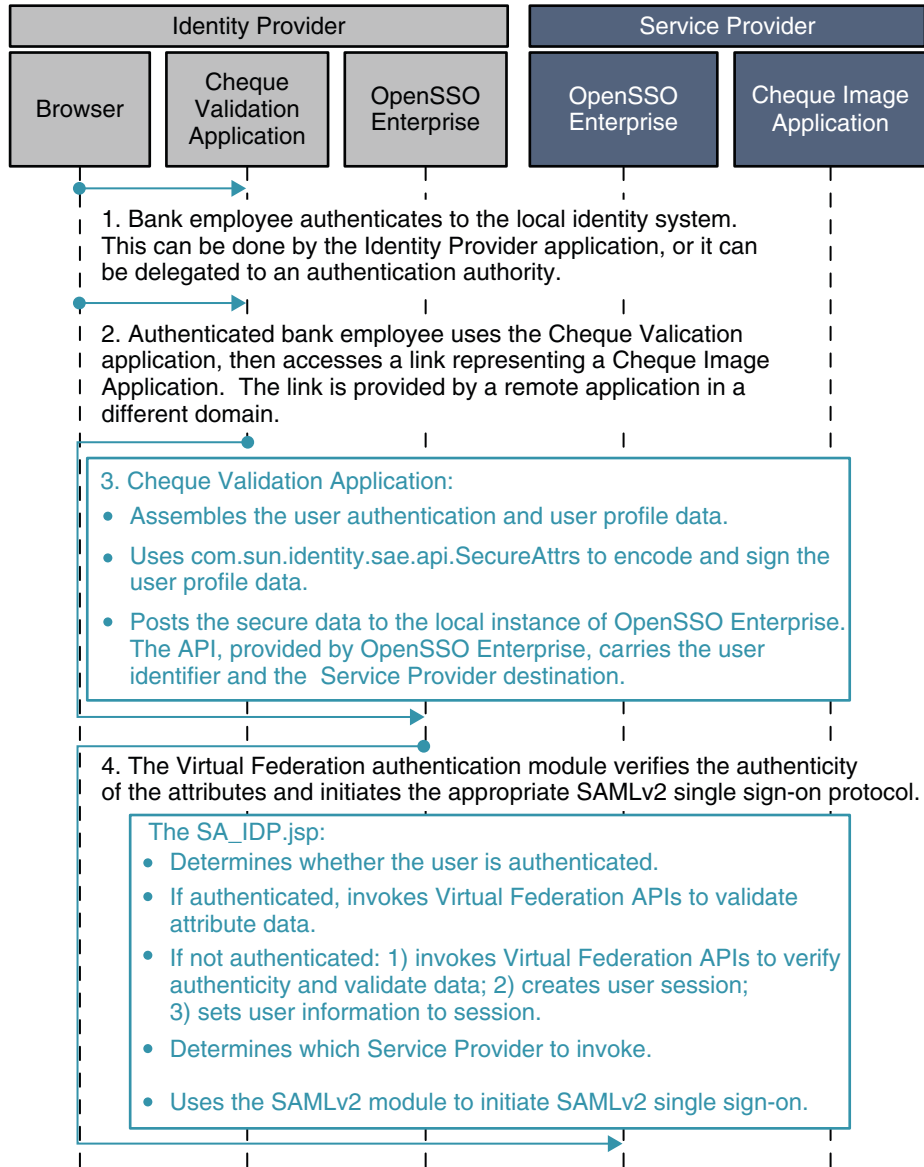 Identity Provider
Service Provider
Browser
Cheque
Validation
Application
OpenSSO
Enterprise
OpenSSO
Enterprise
Cheque Image
Application
1. Bank employee authenticates to the local identity system.
This can be done by the Identity Provider application, or it can
be delegated to an authentication authority.
2. Authenticated bank employee uses the Cheque Valication
application, then accesses a link representing a Cheque Image
Application. The link is provided by a remote application in a
different domain.
3. Cheque Validation Application:
• Assembles the user authentication and user profile data.
• Uses com.sun.identity.sae.api.SecureAttrs to encode and sign the
user profile data.
• Posts the secure data to the local instance of OpenSSO Enterprise.
The API, provided by OpenSSO Enterprise, carries the user
identifier and the Service Provider destination.
4. The Virtual Federation authentication module verifies the authenticity
of the attributes and initiates the appropriate SAMLv2 single sign-on protocol.
The SA_IDP.jsp:
• Determines whether the user is authenticated.
• If authenticated, invokes Virtual Federation APIs to validate
attribute data.
• If not authenticated: 1) invokes Virtual Federation APIs to verify
authenticity and validate data; 2) creates user session;
3) sets user information to session.
• Determines which Service Provider to invoke.
• Uses the SAMLv2 module to initiate SAMLv2 single sign-on.